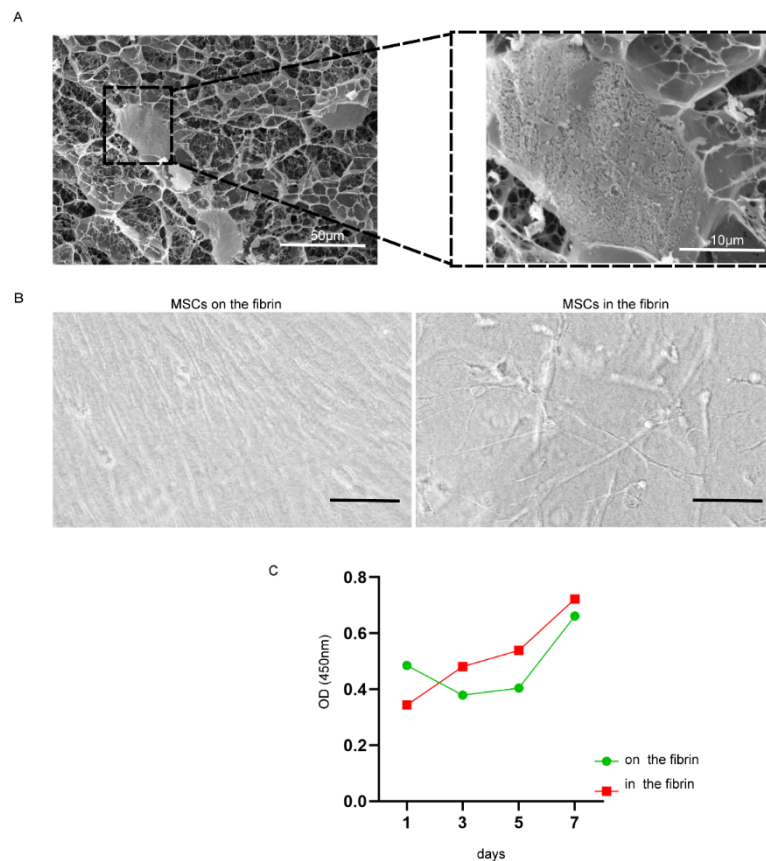 A
50μm
10μm
B
MSCs on the fibrin
MSCs in the fibrin
C
0.8
0.6
0.4
0.2
0.0
OD (450nm)
1 3 5 7
days
on the fibrin
in the fibrin